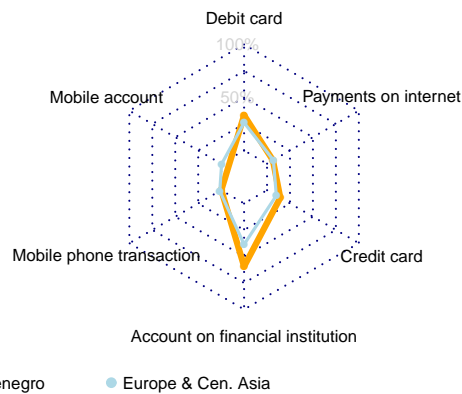 Debit card
100%
50%
Mobile account
Payments on internet
Mobile phone transaction
Credit card
Account on financial institution
enegro
Europe & Cen. Asia